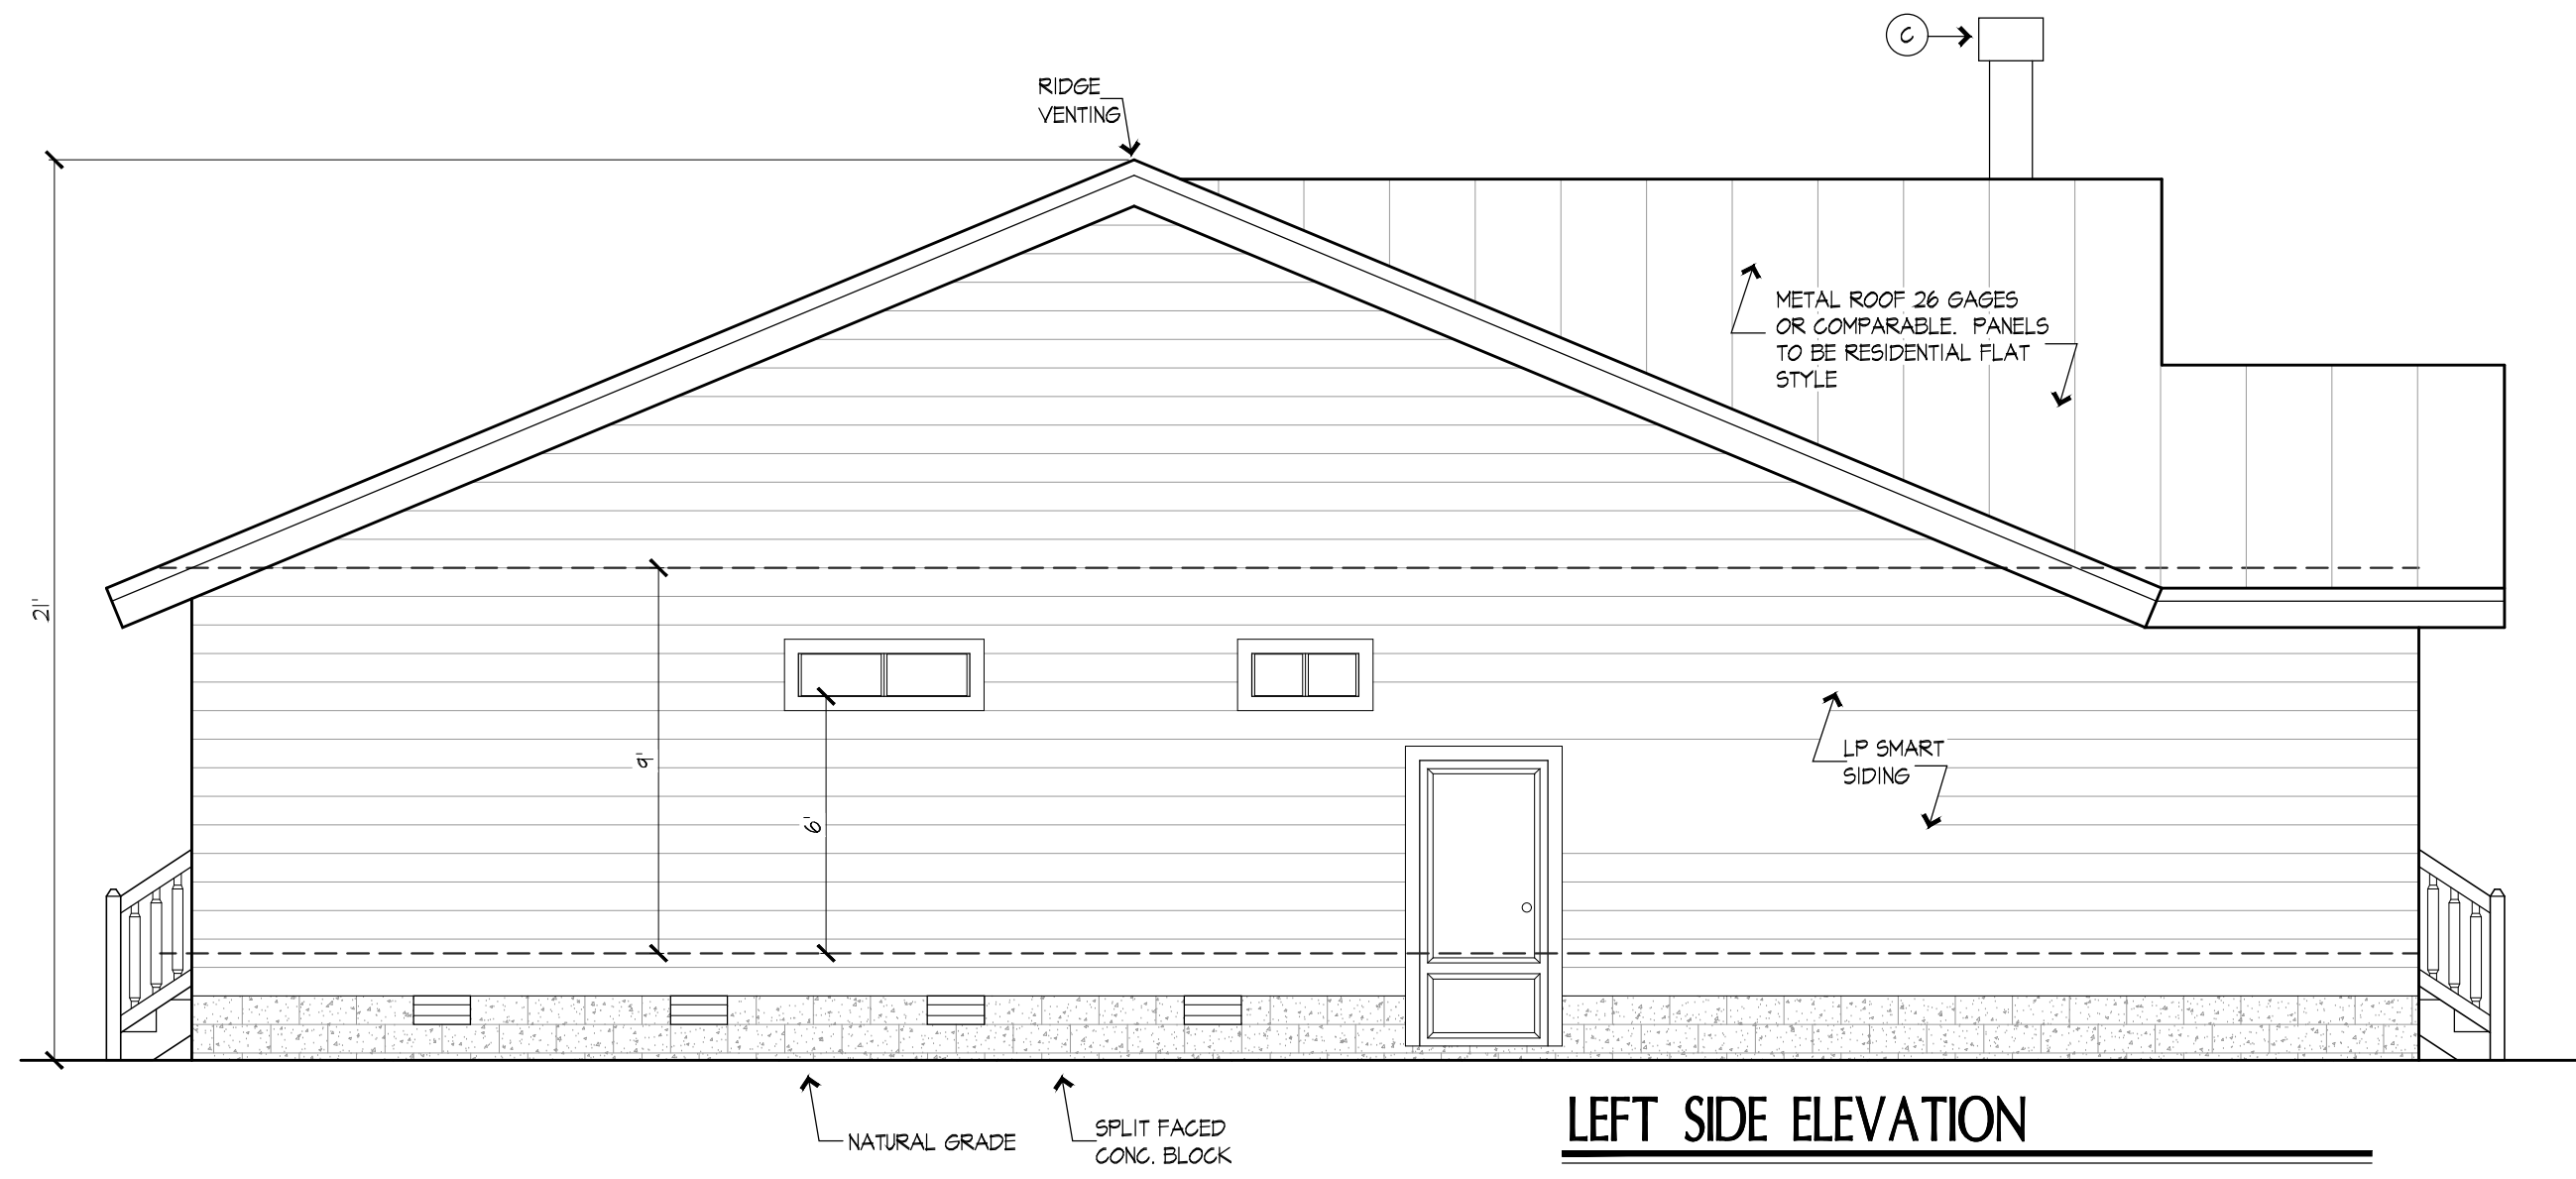 C
RIDGE
VENTING
METAL ROOF 26 GAGES
OR COMPARABLE. PANELS
TO BE RESIDENTIAL FLAT
STYLE
21'
9'
6'
LP SMART
SIDING
NATURAL GRADE
SPLIT FACED
CONC. BLOCK
LEFT SIDE ELEVATION